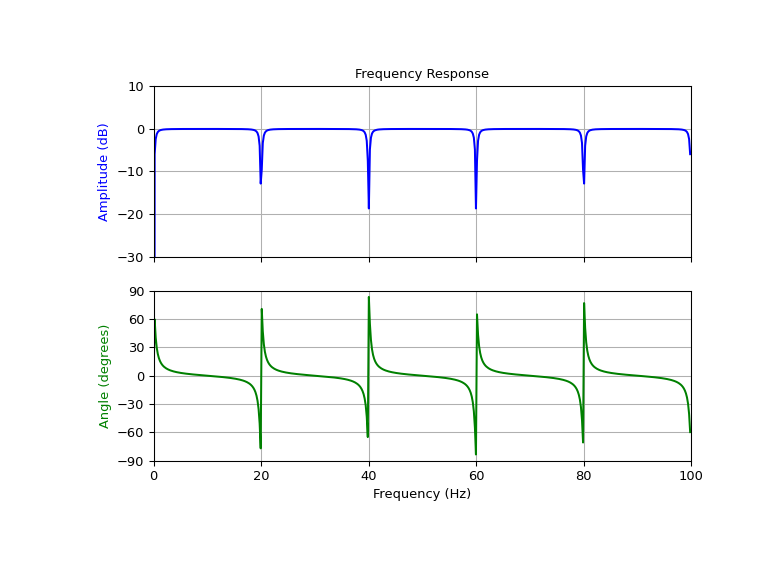 Frequency Response
Amplitude (dB)
10
0
−10
−20
−30
Angle (degrees)
90
60
30
0
−30
−60
−90
0 20 40 60 80 100
Frequency (Hz)